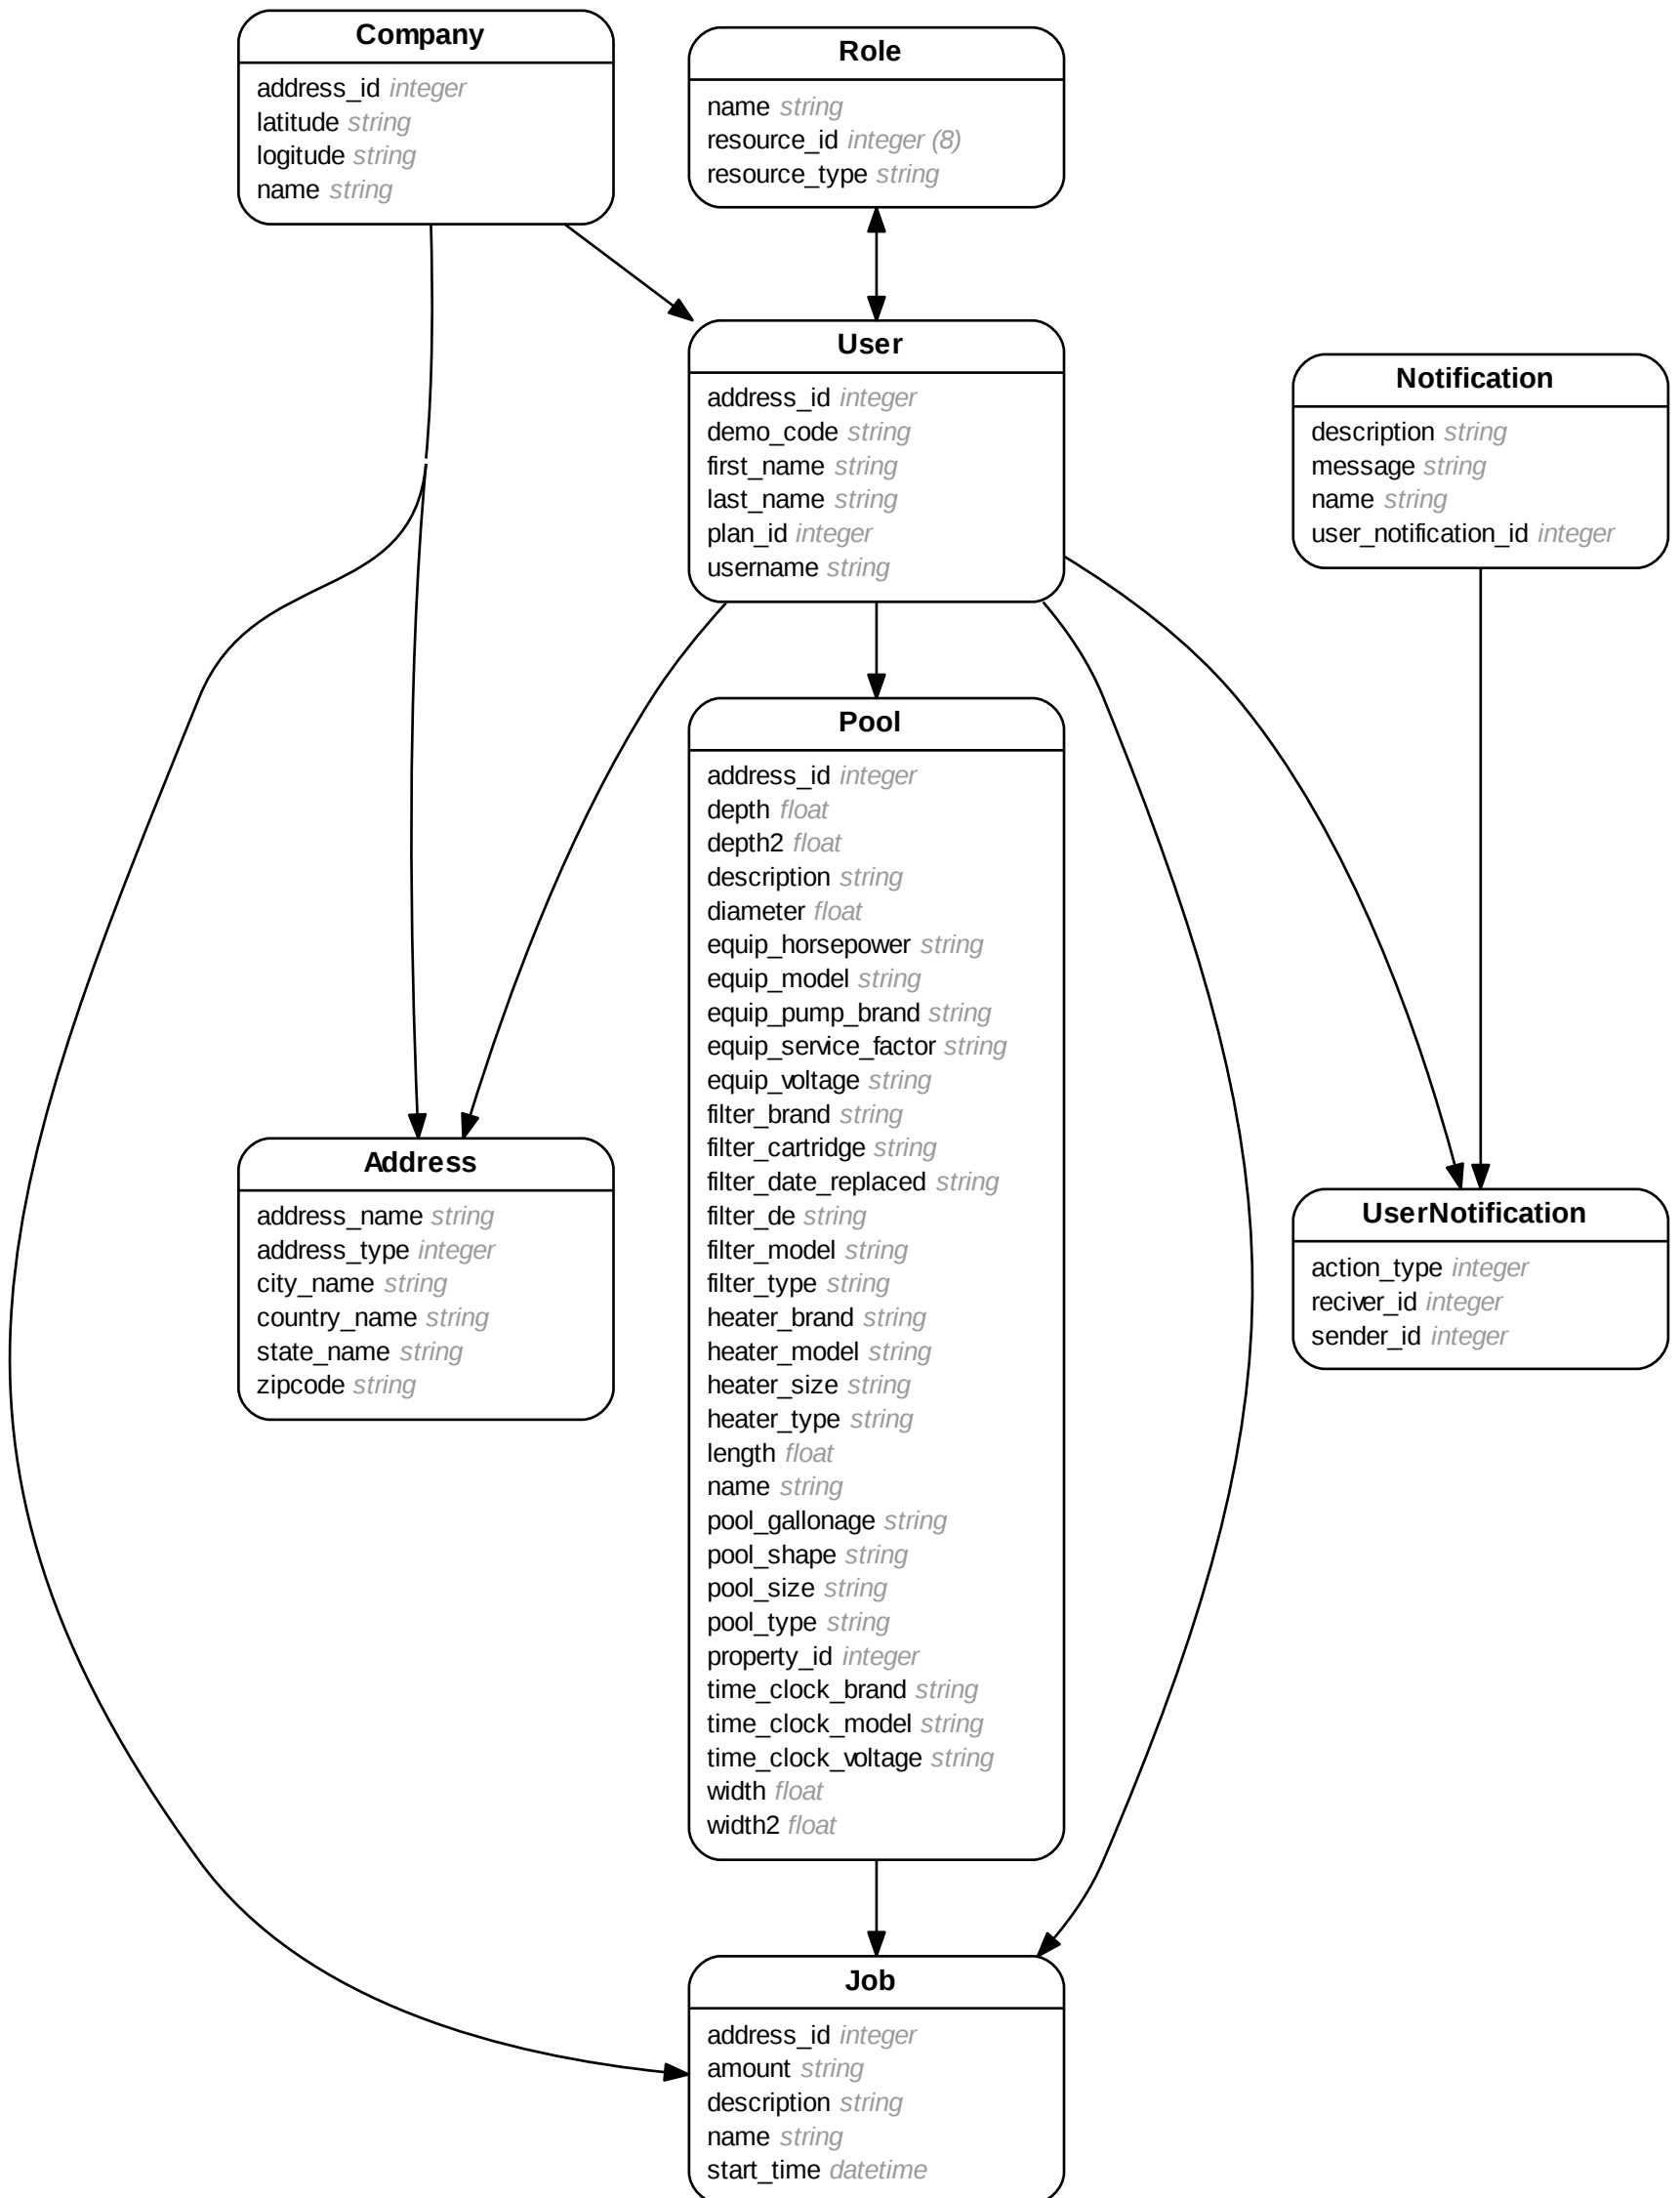 Company
address_id integer
latitude string
logitude string
name string
Role
name string
resource_id integer (8)
resource_type string
User
address_id integer
demo_code string
first_name string
last_name string
plan_id integer
username string
Notification
description string
message string
name string
user_notification_id integer
Pool
address_id integer
depth float
depth2 float
description string
diameter float
equip_horsepower string
equip_model string
equip_pump_brand string
equip_service_factor string
equip_voltage string
filter_brand string
filter_cartridge string
filter_date_replaced string
filter_de string
filter_model string
filter_type string
heater_brand string
heater_model string
heater_size string
heater_type string
length float
name string
pool_gallonage string
pool_shape string
pool_size string
pool_type string
property_id integer
time_clock_brand string
time_clock_model string
time_clock_voltage string
width float
width2 float
Address
address_name string
address_type integer
city_name string
country_name string
state_name string
zipcode string
UserNotification
action_type integer
reciver_id integer
sender_id integer
Job
address_id integer
amount string
description string
name string
start_time datetime